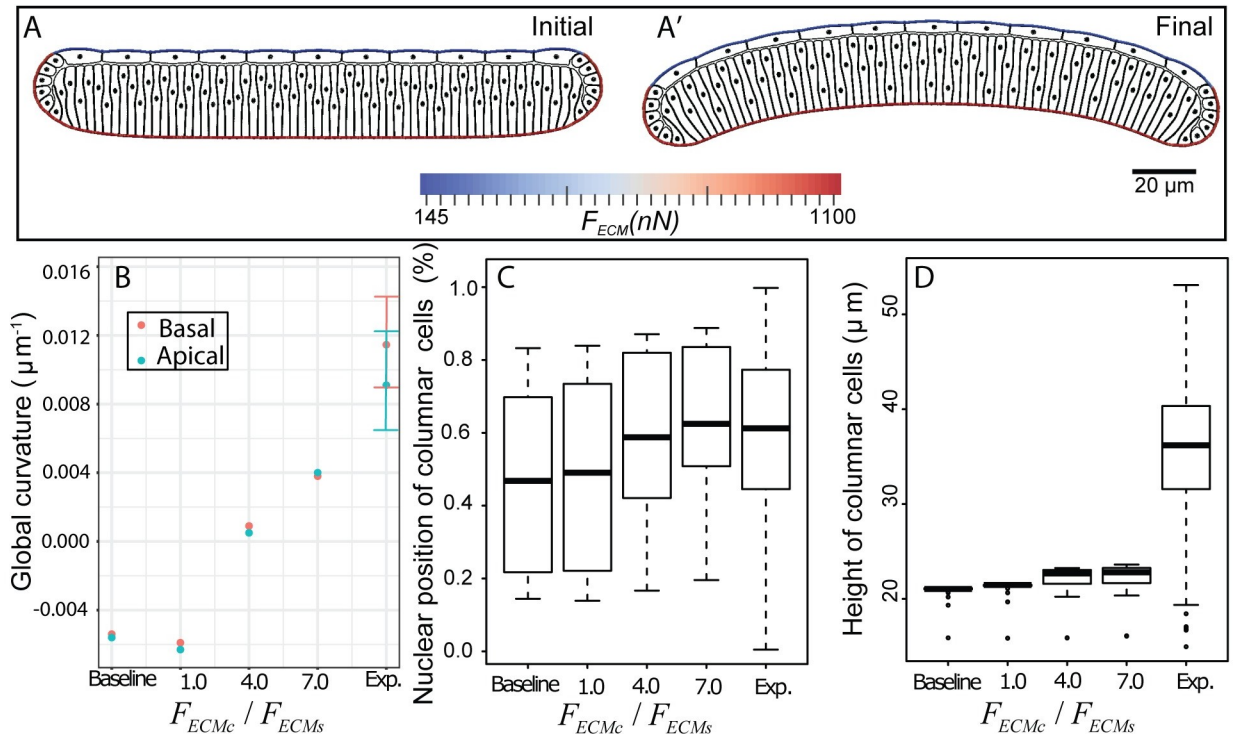 A
Initial
A′
Final
145
1100
F_ECM(nN)
20 μm
B
Global curvature (μm⁻¹)
0.016
0.012
0.008
0.004
0.000
-0.004
Basal
Apical
Baseline 1.0 4.0 7.0 Exp.
F_ECMc / F_ECMs
C
Nuclear position of columnar cells (%)
1.0
0.8
0.6
0.4
0.2
0.0
Baseline 1.0 4.0 7.0 Exp.
F_ECMc / F_ECMs
D
Height of columnar cells (μm)
50
40
30
20
Baseline 1.0 4.0 7.0 Exp.
F_ECMc / F_ECMs